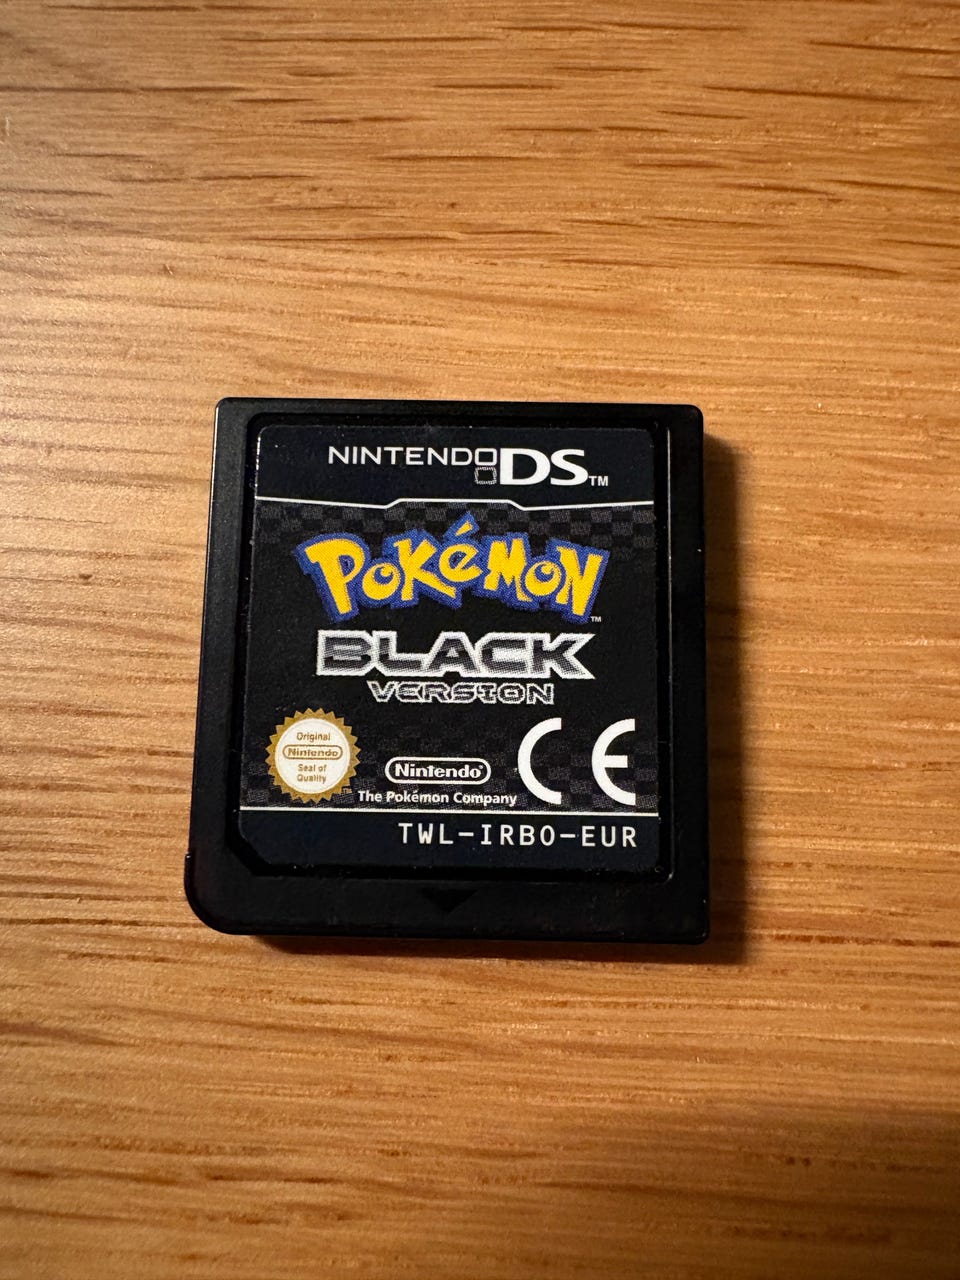 NINTENDO DS™
POKÉMON™
BLACK
VERSION
Original
Nintendo
Seal of
Quality
TM
Nintendo®
The Pokémon Company
CE
TWL-IRBO-EUR